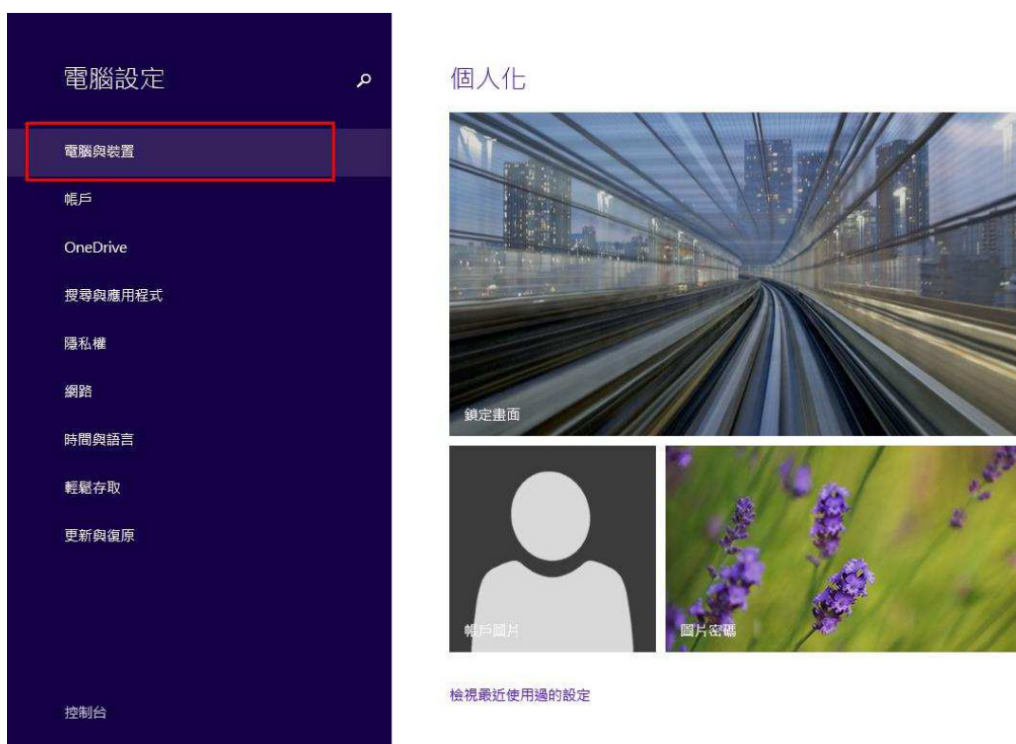 電腦設定
電腦與裝置
帳戶
OneDrive
搜尋與應用程式
隱私權
網路
時間與語言
輕鬆存取
更新與復原
控制台
個人化
鎖定畫面
帳戶圖片
圖片密碼
檢視最近使用過的設定